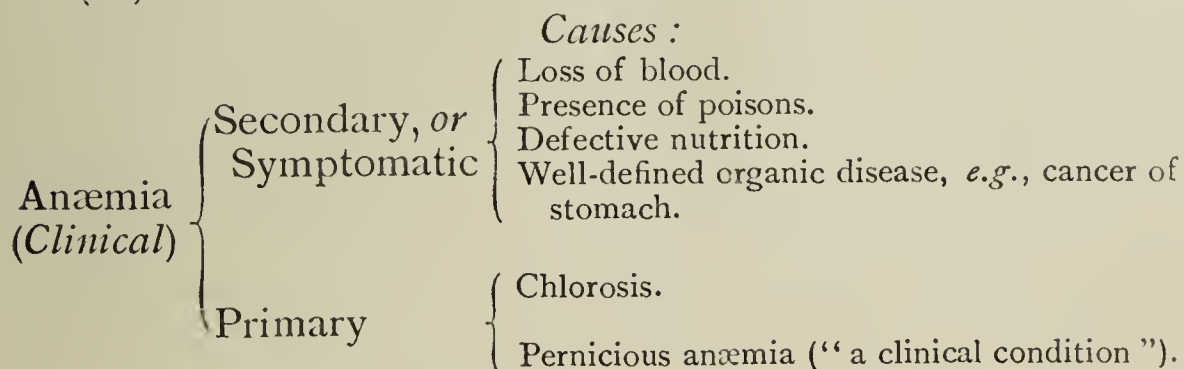 Causes :
Loss of blood.
Presence of poisons.
Defective nutrition.
Well-defined organic disease, e.g., cancer of
stomach.
Secondary, or
Symptomatic
Anæmia
(Clinical)
Chlorosis.
Primary
Pernicious anæmia (“ a clinical condition ”).